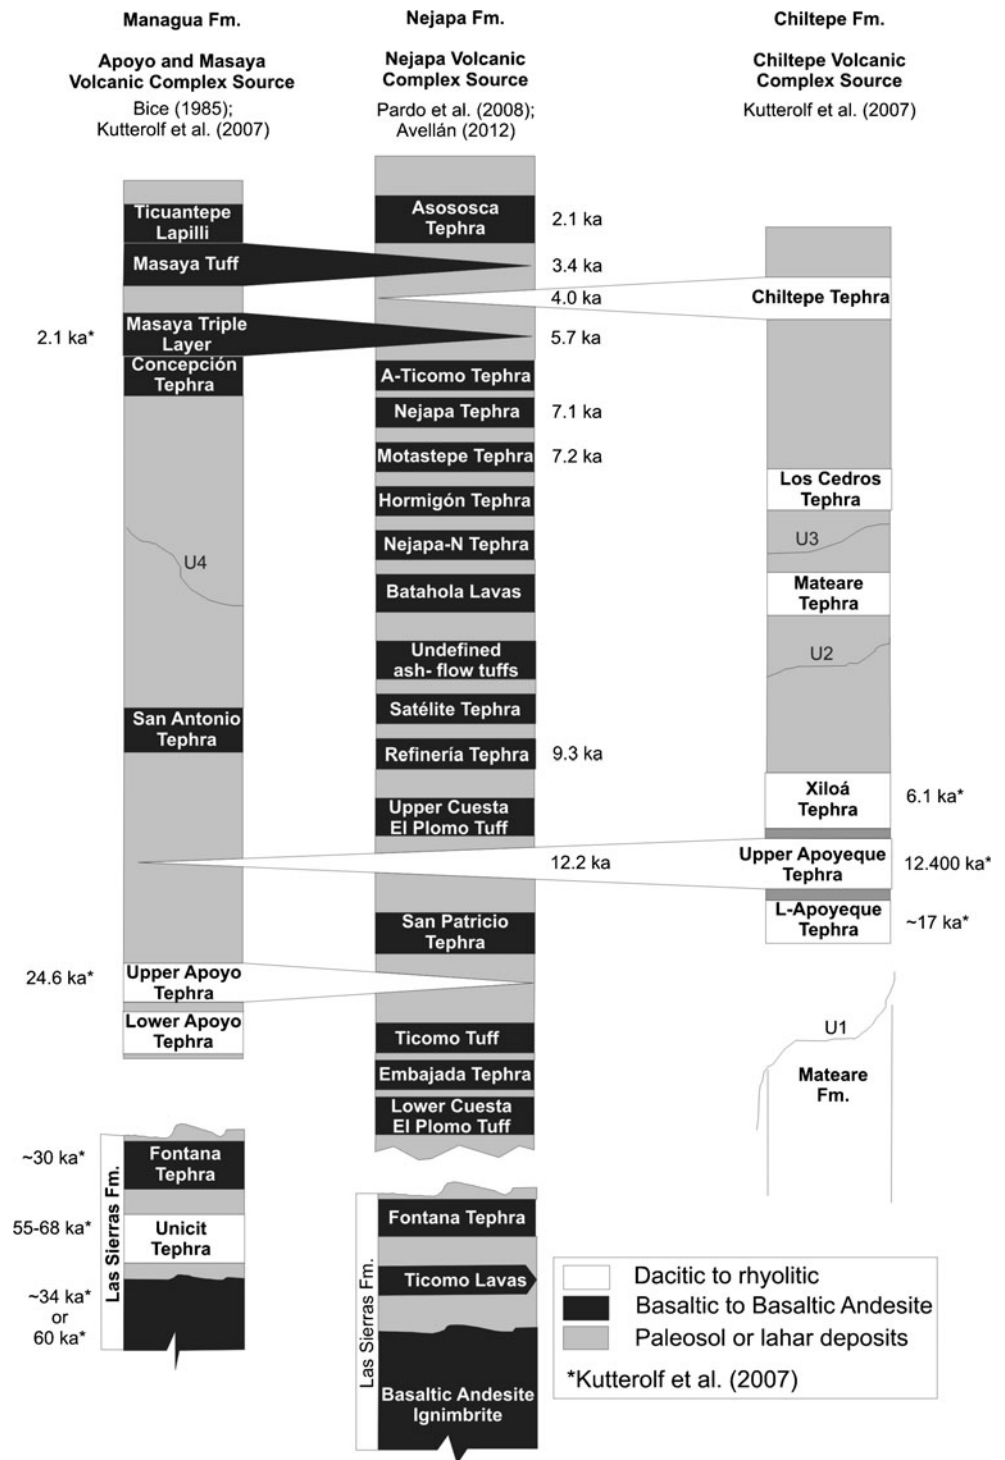 Managua Fm.
Apoyo and Masaya
Volcanic Complex Source
Bice (1985);
Kutterolf et al. (2007)
Ticuantepe
Lapilli
Masaya Tuff
2.1 ka*
Masaya Triple
Layer
Concepción
Tephra
U4
San Antonio
Tephra
24.6 ka*
Upper Apoyo
Tephra
Lower Apoyo
Tephra
Las Sierras Fm.
~30 ka*
Fontana
Tephra
55-68 ka*
Unicit
Tephra
~34 ka*
or
60 ka*
Nejapa Fm.
Nejapa Volcanic
Complex Source
Pardo et al. (2008);
Avellán (2012)
Asososca
Tephra
2.1 ka
3.4 ka
4.0 ka
5.7 ka
A-Ticomo Tephra
Nejapa Tephra
7.1 ka
Motastepe Tephra
7.2 ka
Hormigón Tephra
Nejapa-N Tephra
Batahola Lavas
Undefined
ash- flow tuffs
Satélite Tephra
Refinería Tephra
9.3 ka
Upper Cuesta
El Plomo Tuff
12.2 ka
San Patricio
Tephra
Ticomo Tuff
Embajada Tephra
Lower Cuesta
El Plomo Tuff
Las Sierras Fm.
Fontana Tephra
Ticomo Lavas
Basaltic Andesite
Ignimbrite
Chiltepe Fm.
Chiltepe Volcanic
Complex Source
Kutterolf et al. (2007)
Chiltepe Tephra
Los Cedros
Tephra
U3
Mateare
Tephra
U2
Xiloá
Tephra
6.1 ka*
Upper Apoyeque
Tephra
12.400 ka*
L-Apoyeque
Tephra
~17 ka*
U1
Mateare
Fm.
Dacitic to rhyolitic
Basaltic to Basaltic Andesite
Paleosol or lahar deposits
*Kutterolf et al. (2007)